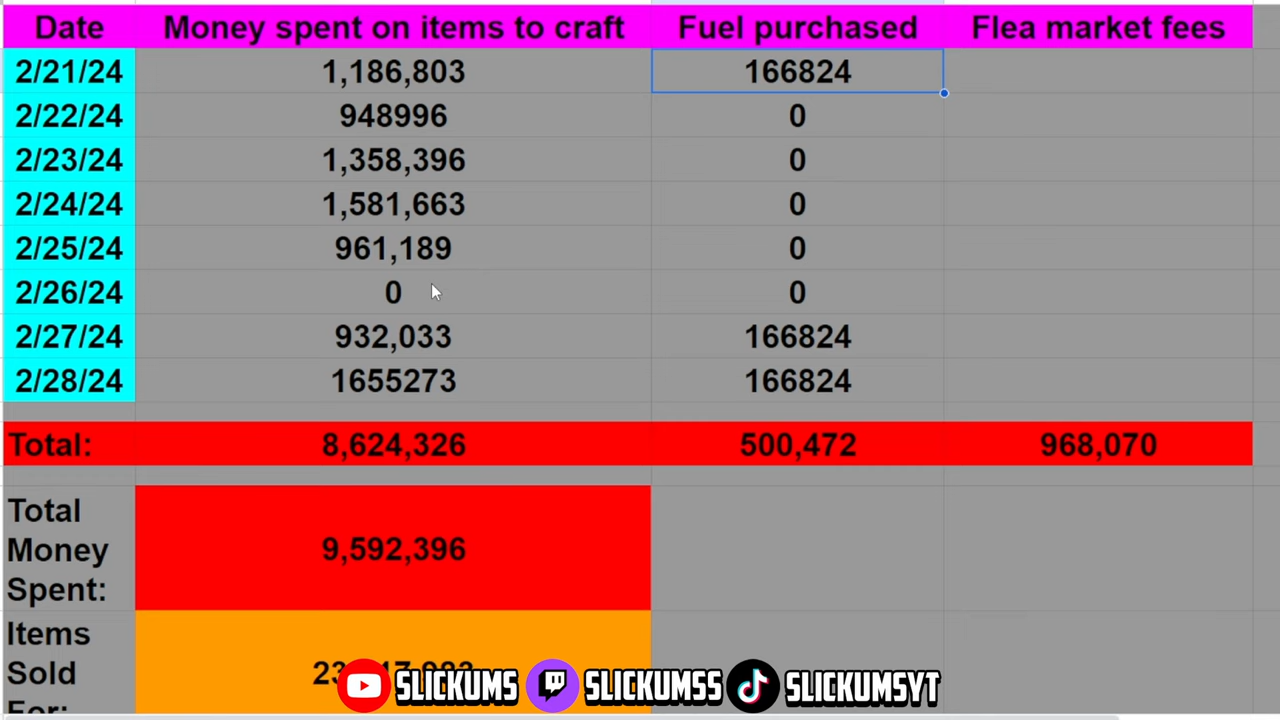 Date Money spent on items to craft Fuel purchased Flea market fees
2/21/24 1,186,803 166824
2/22/24 948996 0
2/23/24 1,358,396 0
2/24/24 1,581,663 0
2/25/24 961,189 0
2/26/24 0 0
2/27/24 932,033 166824
2/28/24 1655273 166824
Total: 8,624,326 500,472 968,070
Total
Money
Spent:
9,592,396
Items
Sold
For:
SLICKUMS SLICKUMSS SLICKUMSYT